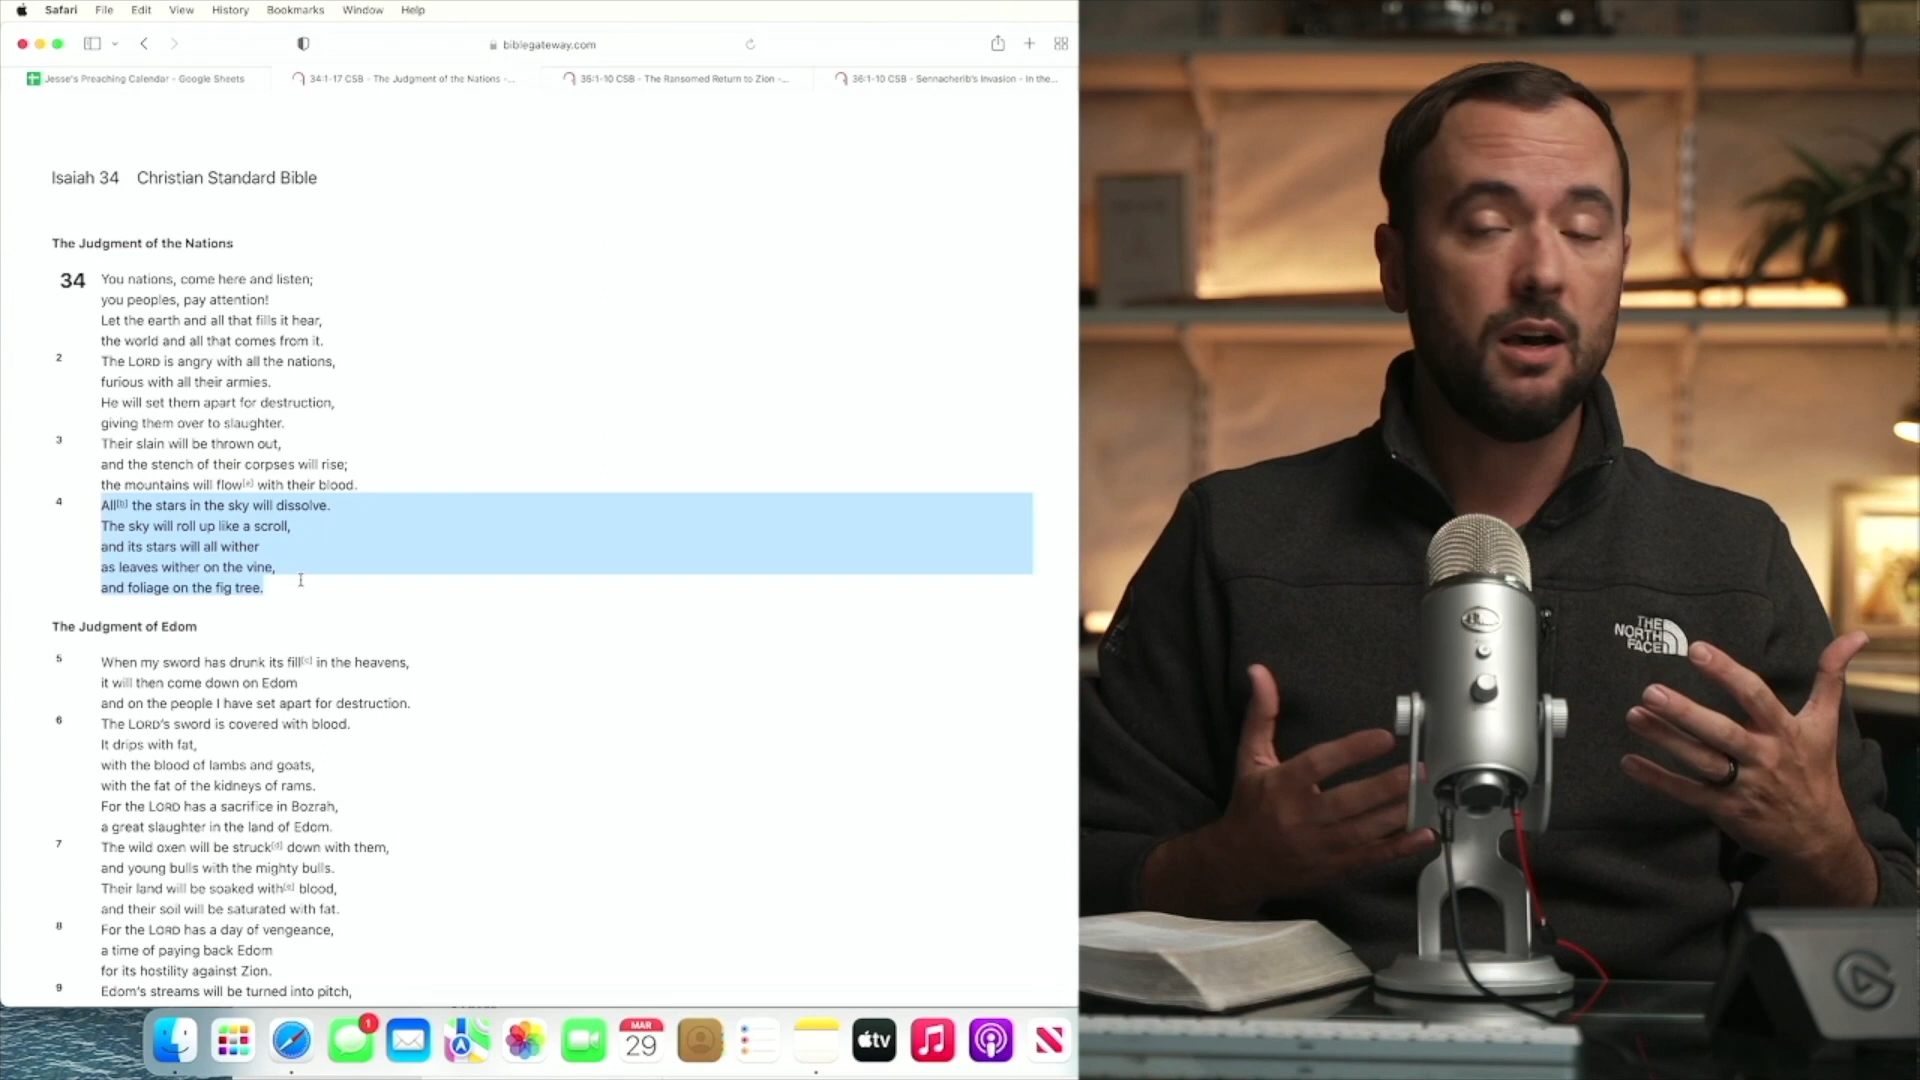 Safari File Edit View History Bookmarks Window Help
biblegateway.com
Jesse's Preaching Calendar - Google Sheets
34:1-17 CSB - The Judgment of the Nations -...
35:1-10 CSB - The Ransomed Return to Zion -...
36:1-10 CSB - Sennacherib's Invasion - In the...
Isaiah 34 Christian Standard Bible
The Judgment of the Nations
34 You nations, come here and listen;
you peoples, pay attention!
Let the earth and all that fills it hear,
the world and all that comes from it.
2 The LORD is angry with all the nations,
furious with all their armies.
He will set them apart for destruction,
giving them over to slaughter.
3 Their slain will be thrown out,
and the stench of their corpses will rise;
the mountains will flow[a] with their blood.
4 All[b] the stars in the sky will dissolve.
The sky will roll up like a scroll,
and its stars will all wither
as leaves wither on the vine,
and foliage on the fig tree.
The Judgment of Edom
5 When my sword has drunk its fill[c] in the heavens,
it will then come down on Edom
and on the people I have set apart for destruction.
6 The LORD's sword is covered with blood.
It drips with fat,
with the blood of lambs and goats,
with the fat of the kidneys of rams.
For the LORD has a sacrifice in Bozrah,
a great slaughter in the land of Edom.
7 The wild oxen will be struck[d] down with them,
and young bulls with the mighty bulls.
Their land will be soaked with[e] blood,
and their soil will be saturated with fat.
8 For the LORD has a day of vengeance,
a time of paying back Edom
for its hostility against Zion.
9 Edom's streams will be turned into pitch,
1
MAR
29
tv
THE
NORTH
FACE